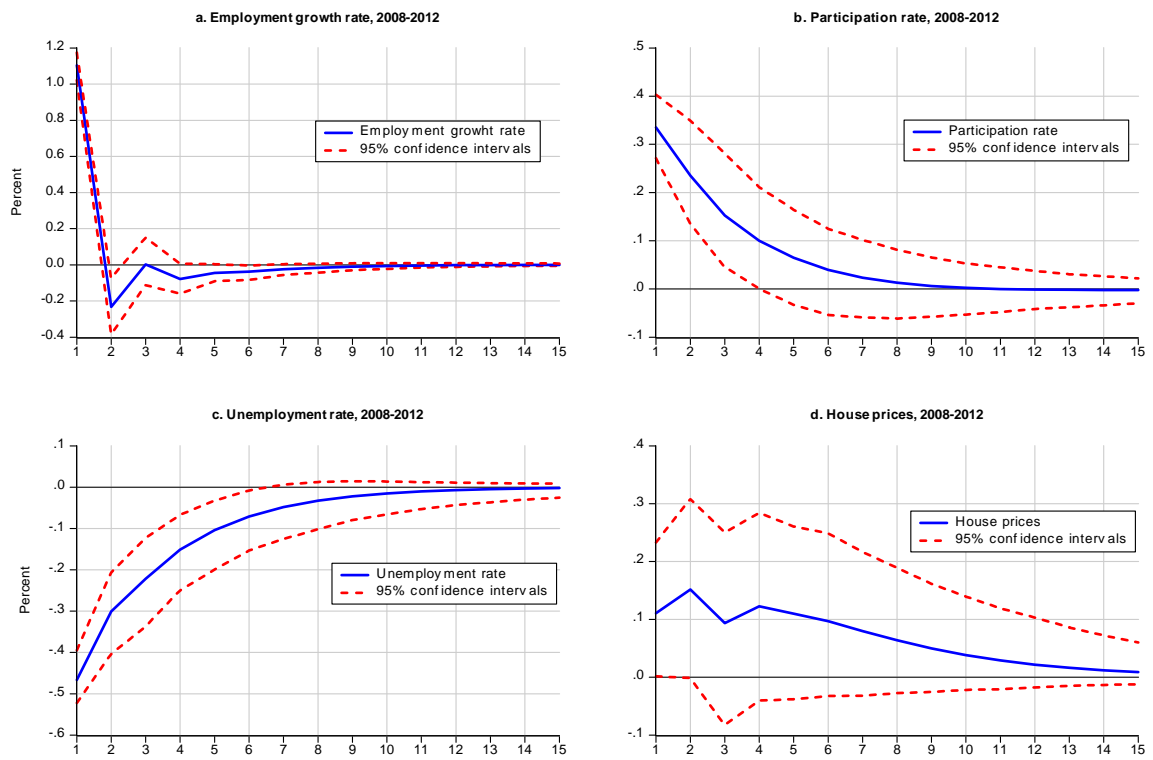 a. Employment growth rate, 2008-2012
1.2
1.0
0.8
0.6
0.4
0.2
0.0
-0.2
-0.4
Percent
Employment growht rate
95% confidence intervals
1 2 3 4 5 6 7 8 9 10 11 12 13 14 15
b. Participation rate, 2008-2012
.5
.4
.3
.2
.1
.0
-.1
Participation rate
95% confidence intervals
1 2 3 4 5 6 7 8 9 10 11 12 13 14 15
c. Unemployment rate, 2008-2012
.1
.0
-.1
-.2
-.3
-.4
-.5
-.6
Percent
Unemployment rate
95% confidence intervals
1 2 3 4 5 6 7 8 9 10 11 12 13 14 15
d. House prices, 2008-2012
.4
.3
.2
.1
.0
-.1
House prices
95% confidence intervals
1 2 3 4 5 6 7 8 9 10 11 12 13 14 15